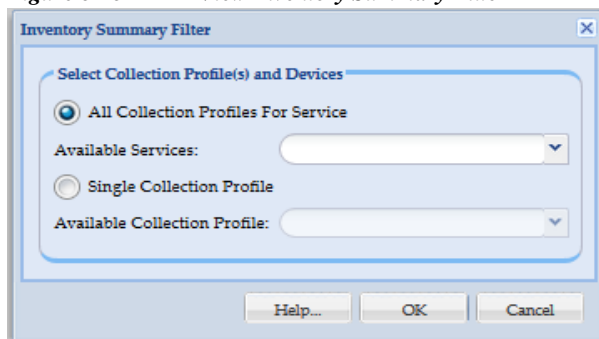 Inventory Summary Filter
Select Collection Profile(s) and Devices
All Collection Profiles For Service
Available Services:
Single Collection Profile
Available Collection Profile:
Help... OK Cancel